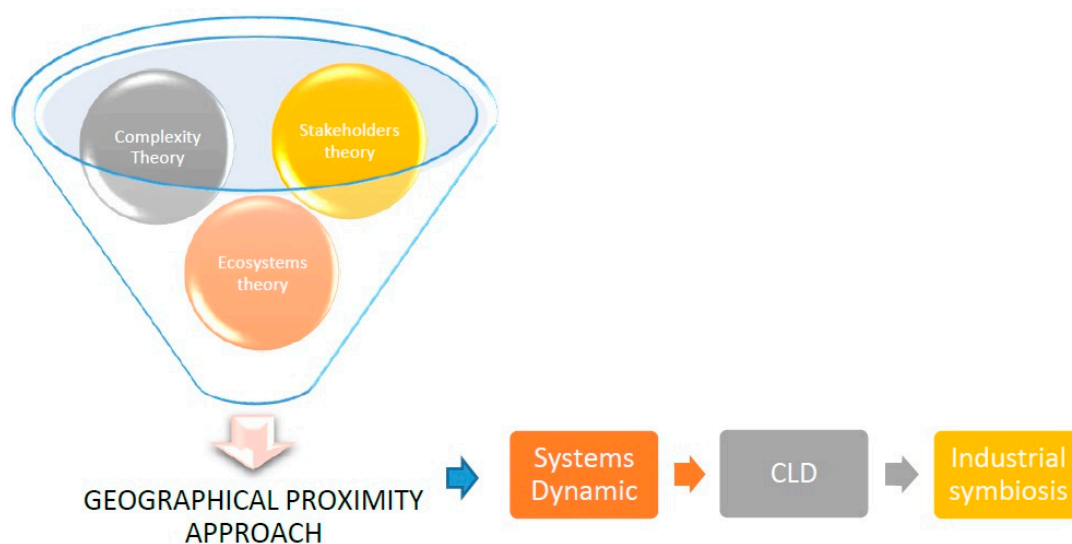 Complexity
Theory
Stakeholders
theory
Ecosystems
theory
GEOGRAPHICAL PROXIMITY
APPROACH
Systems
Dynamic
CLD
Industrial
symbiosis